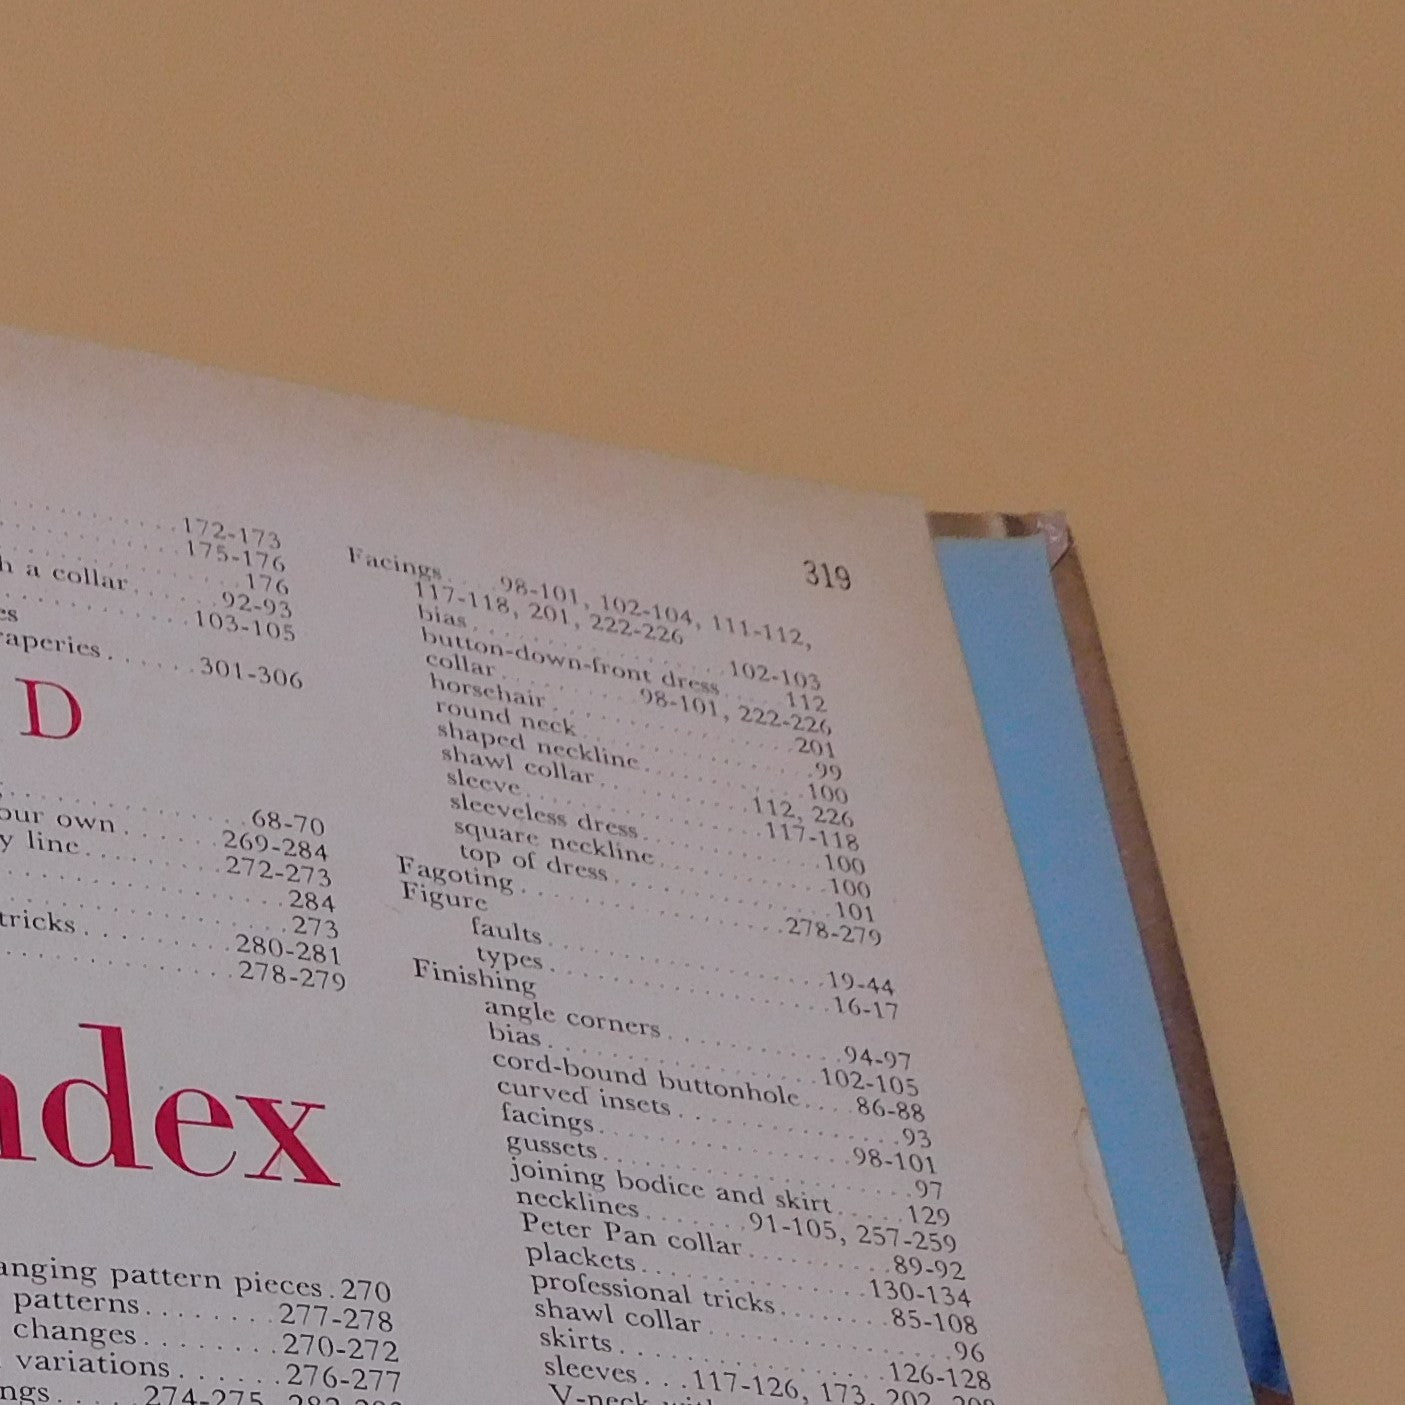 319
172-173
175-176
176
h a collar......92-93
103-105
es
raperies......301-306
D
68-70
our own......269-284
y line.........272-273
284
273
tricks.........280-281
278-279
ndex
anging pattern pieces.270
patterns........277-278
changes........270-272
variations......276-277
ngs.....274-275,
Facings....98-101, 102-104, 111-112,
117-118, 201, 222-226
bias................102-103
button-down-front dress.....112
collar.........98-101, 222-226
horsehair...............201
round neck..............99
shaped neckline..........100
shawl collar..........112, 226
sleeve................117-118
sleeveless dress...........100
square neckline...........100
top of dress.............101
Fagoting................278-279
Figure
faults................19-44
types................16-17
Finishing
angle corners............94-97
bias................102-105
cord-bound buttonhole....86-88
curved insets.............93
facings...............98-101
gussets..................97
joining bodice and skirt.....129
necklines.......91-105, 257-259
Peter Pan collar.........89-92
plackets..............130-134
professional tricks........85-108
shawl collar..............96
skirts................126-128
sleeves...117-126, 173, 202,
V-neck